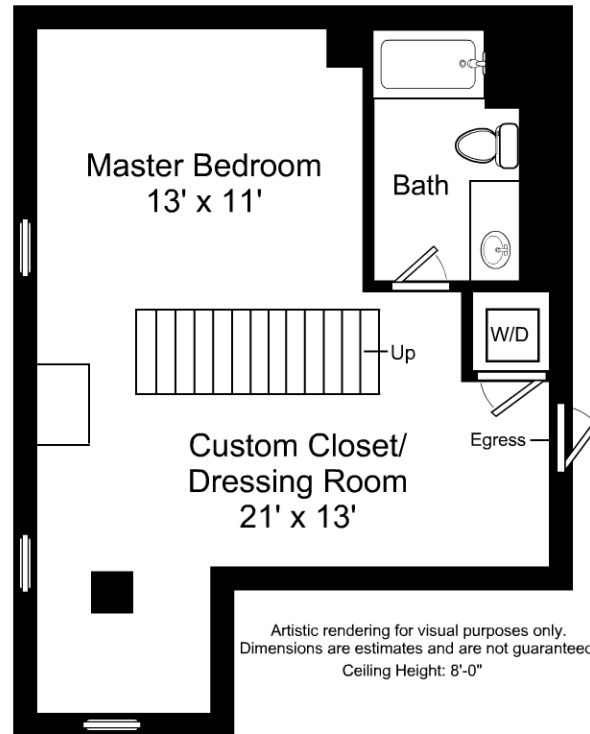 Master Bedroom
13' x 11'
Bath
W/D
Up
Egress
Custom Closet/
Dressing Room
21' x 13'
Artistic rendering for visual purposes only.
Dimensions are estimates and are not guaranteed
Ceiling Height: 8'-0"